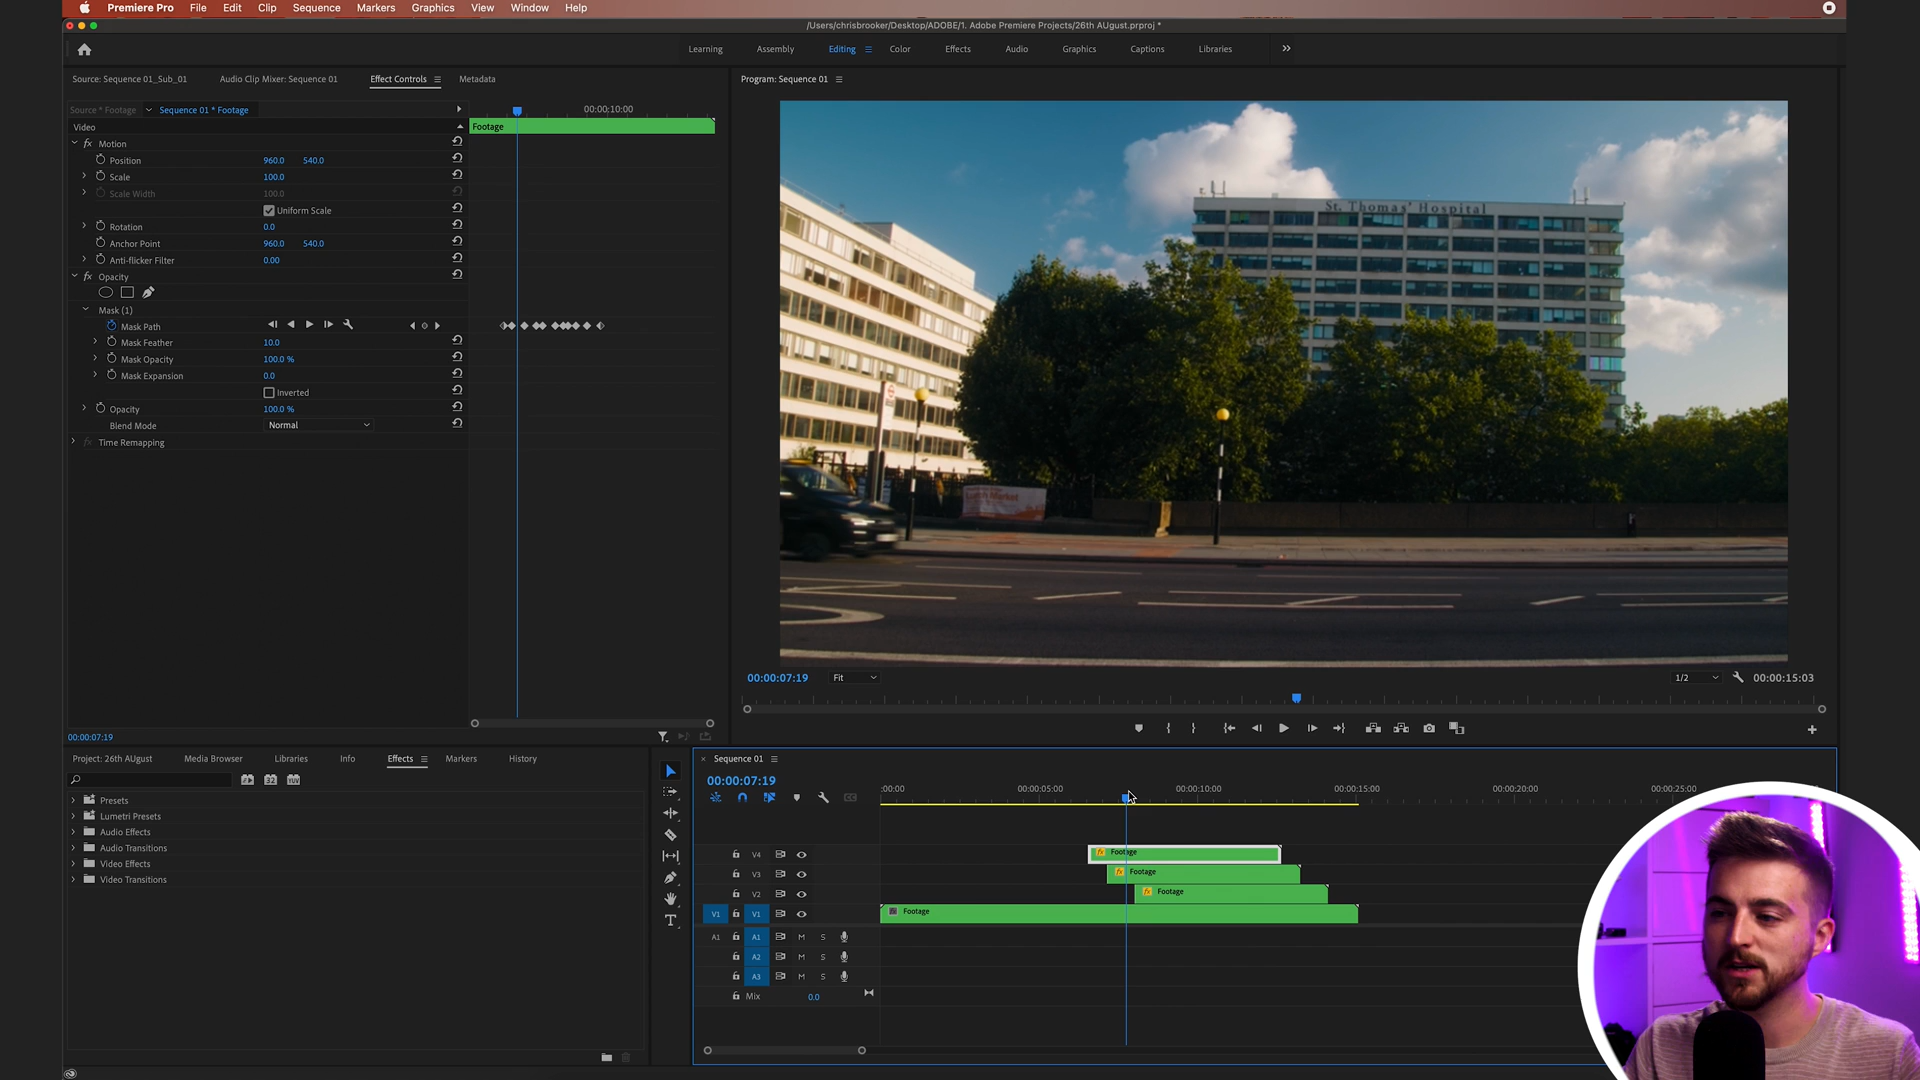 Premiere Pro File Edit Clip Sequence Markers Graphics View Window Help
/Users/chrisbrooker/Desktop/ADOBE/1. Adobe Premiere Projects/26th AUgust.prproj *
Learning Assembly Editing Color Effects Audio Graphics Captions Libraries
Source: Sequence 01_Sub_01 Audio Clip Mixer: Sequence 01 Effect Controls Metadata
Program: Sequence 01
Source * Footage Sequence 01 * Footage 00:00:10:00
Video Footage
fx Motion
Position 960.0 540.0
Scale 100.0
Scale Width 100.0
Uniform Scale
Rotation 0.0
Anchor Point 960.0 540.0
Anti-flicker Filter 0.00
fx Opacity
Mask (1)
Mask Path
Mask Feather 10.0
Mask Opacity 100.0 %
Mask Expansion 0.0
Inverted
Opacity 100.0 %
Blend Mode Normal
fx Time Remapping
St. Thomas' Hospital
Market
00:00:07:19 Fit 1/2 00:00:15:03
00:00:07:19
Project: 26th AUgust Media Browser Libraries Info Effects Markers History
32 YUV
Presets
Lumetri Presets
Audio Effects
Audio Transitions
Video Effects
Video Transitions
× Sequence 01
00:00:07:19
:00:00 00:00:05:00 00:00:10:00 00:00:15:00 00:00:20:00 00:00:25:00
V4 fx Footage
V3 fx Footage
V2 fx Footage
V1 V1 Footage
A1 A1 M S
A2 M S
A3 M S
Mix 0.0